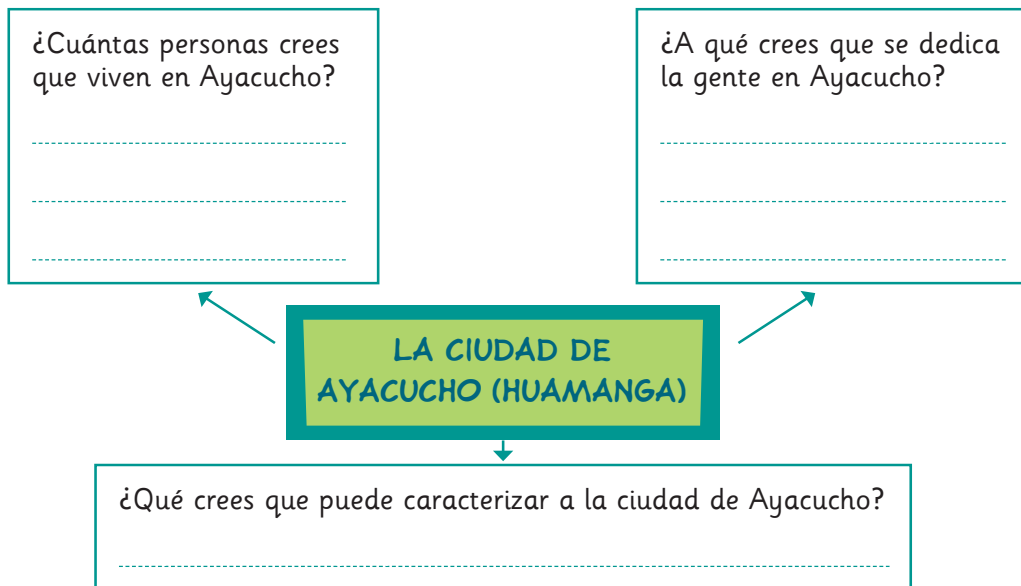 ¿Cuántas personas crees
que viven en Ayacucho?
¿A qué crees que se dedica
la gente en Ayacucho?
LA CIUDAD DE
AYACUCHO (HUAMANGA)
¿Qué crees que puede caracterizar a la ciudad de Ayacucho?